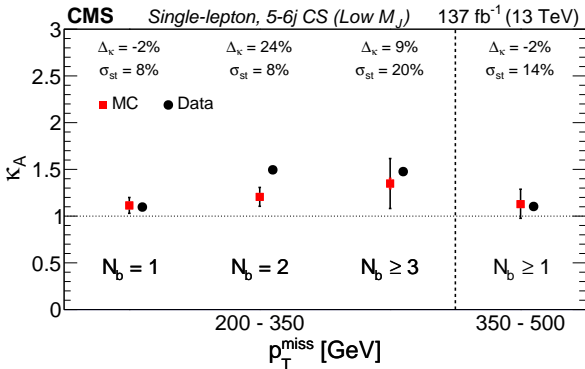 CMS Single-lepton, 5-6j CS (Low M_J) 137 fb⁻¹ (13 TeV)
Δ_κ = -2% Δ_κ = 24% Δ_κ = 9% Δ_κ = -2%
σ_st = 8% σ_st = 8% σ_st = 20% σ_st = 14%
MC Data
3
2.5
2
1.5
1
0.5
0
κ_A
N_b = 1 N_b = 2 N_b ≥ 3 N_b ≥ 1
200 - 350 350 - 500
p_T^miss [GeV]